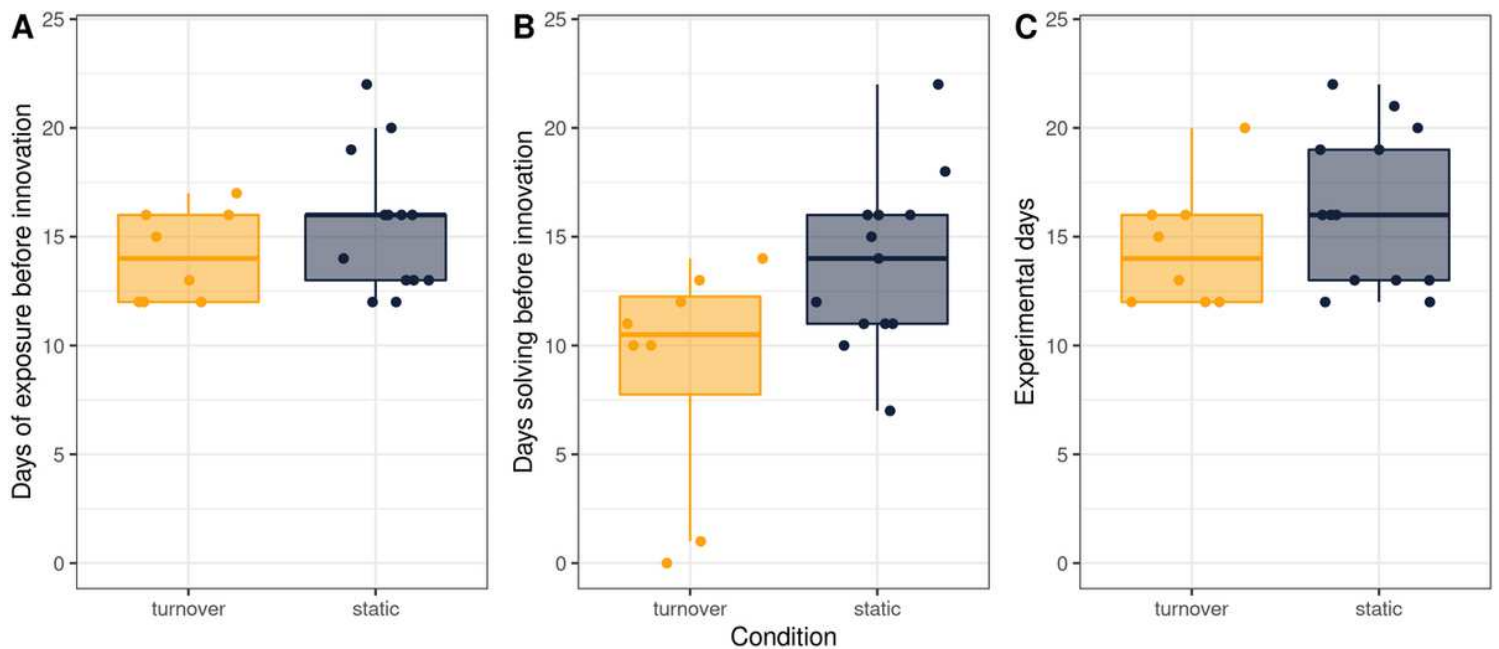 A
Days of exposure before innovation
25
20
15
10
5
0
turnover static
B
Days solving before innovation
25
20
15
10
5
0
turnover static
Condition
C
Experimental days
25
20
15
10
5
0
turnover static